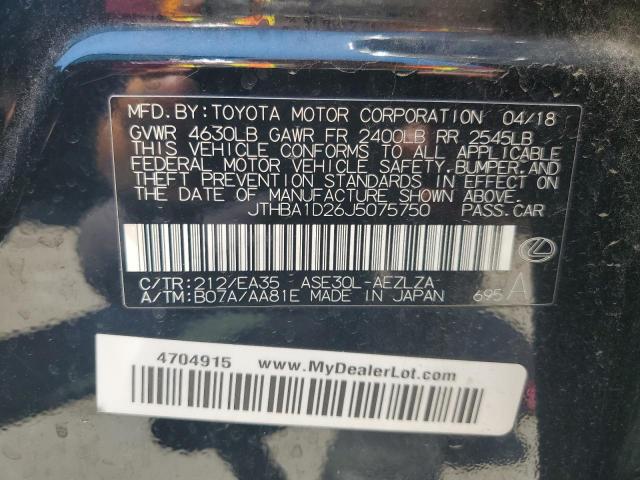 MFD. BY: TOYOTA MOTOR CORPORATION 04/18
GVWR 4630LB GAWR FR 2400LB RR 2545LB
THIS VEHICLE CONFORMS TO ALL APPLICABLE
FEDERAL MOTOR VEHICLE SAFETY, BUMPER, AND
THEFT PREVENTION STANDARDS IN EFFECT ON
THE DATE OF MANUFACTURE SHOWN ABOVE.
JTHBA1D26J5075750 PASS. CAR
C/TR: 212/EA35 ASE30L-AEZLZA
A/TM: B07A/AA81E MADE IN JAPAN 695 A
4704915 www.MyDealerLot.com